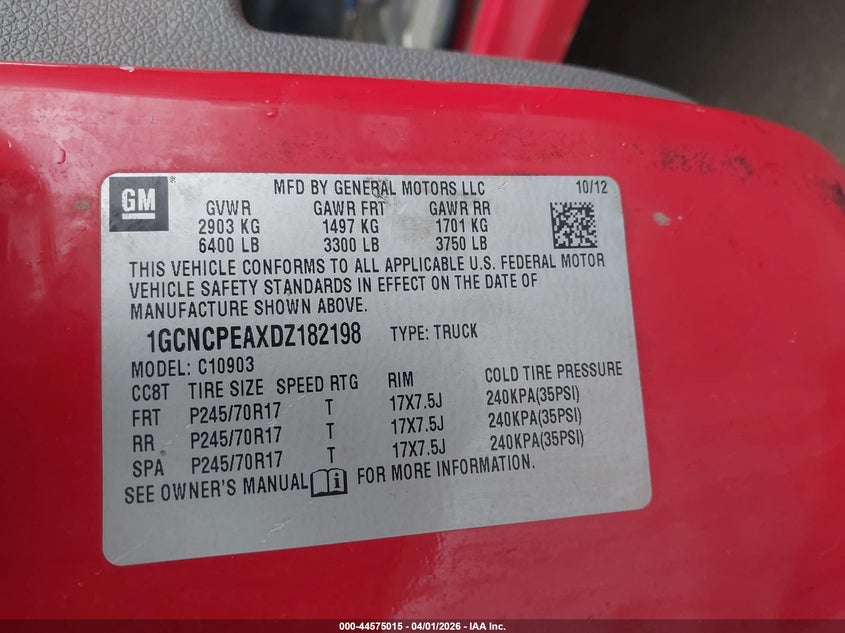 GM ® MFD BY GENERAL MOTORS LLC 10/12
GVWR GAWR FRT GAWR RR
2903 KG 1497 KG 1701 KG
6400 LB 3300 LB 3750 LB
THIS VEHICLE CONFORMS TO ALL APPLICABLE U.S. FEDERAL MOTOR
VEHICLE SAFETY STANDARDS IN EFFECT ON THE DATE OF
MANUFACTURE SHOWN ABOVE.
1GCNCPEAXDZ182198 TYPE: TRUCK
MODEL: C10903
CC8T TIRE SIZE SPEED RTG RIM COLD TIRE PRESSURE
FRT P245/70R17 T 17X7.5J 240KPA(35PSI)
RR P245/70R17 T 17X7.5J 240KPA(35PSI)
SPA P245/70R17 T 17X7.5J 240KPA(35PSI)
SEE OWNER'S MANUAL i FOR MORE INFORMATION.
000-44575015 - 04/01/2026 - IAA Inc.